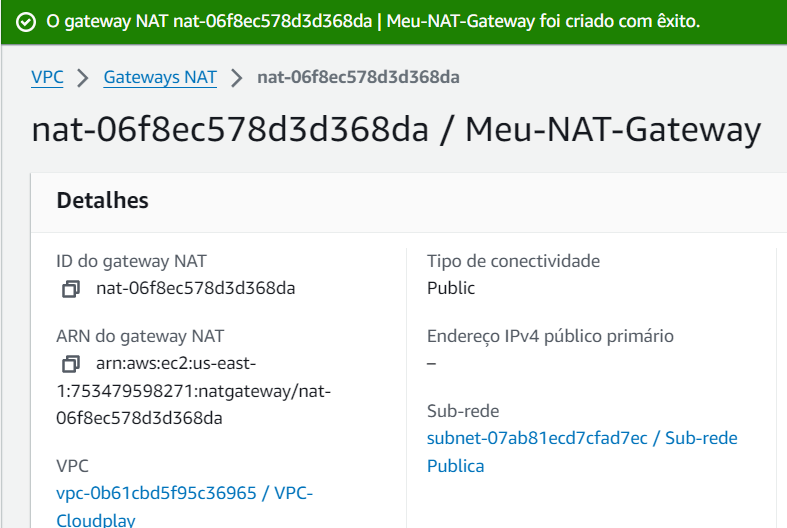 O gateway NAT nat-06f8ec578d3d368da | Meu-NAT-Gateway foi criado com êxito.
VPC > Gateways NAT > nat-06f8ec578d3d368da
nat-06f8ec578d3d368da / Meu-NAT-Gateway
Detalhes
ID do gateway NAT
nat-06f8ec578d3d368da
ARN do gateway NAT
arn:aws:ec2:us-east-
1:753479598271:natgateway/nat-
06f8ec578d3d368da
VPC
vpc-0b61cbd5f95c36965 / VPC-
Cloudplay
Tipo de conectividade
Public
Endereço IPv4 público primário
–
Sub-rede
subnet-07ab81ecd7cfad7ec / Sub-rede
Publica